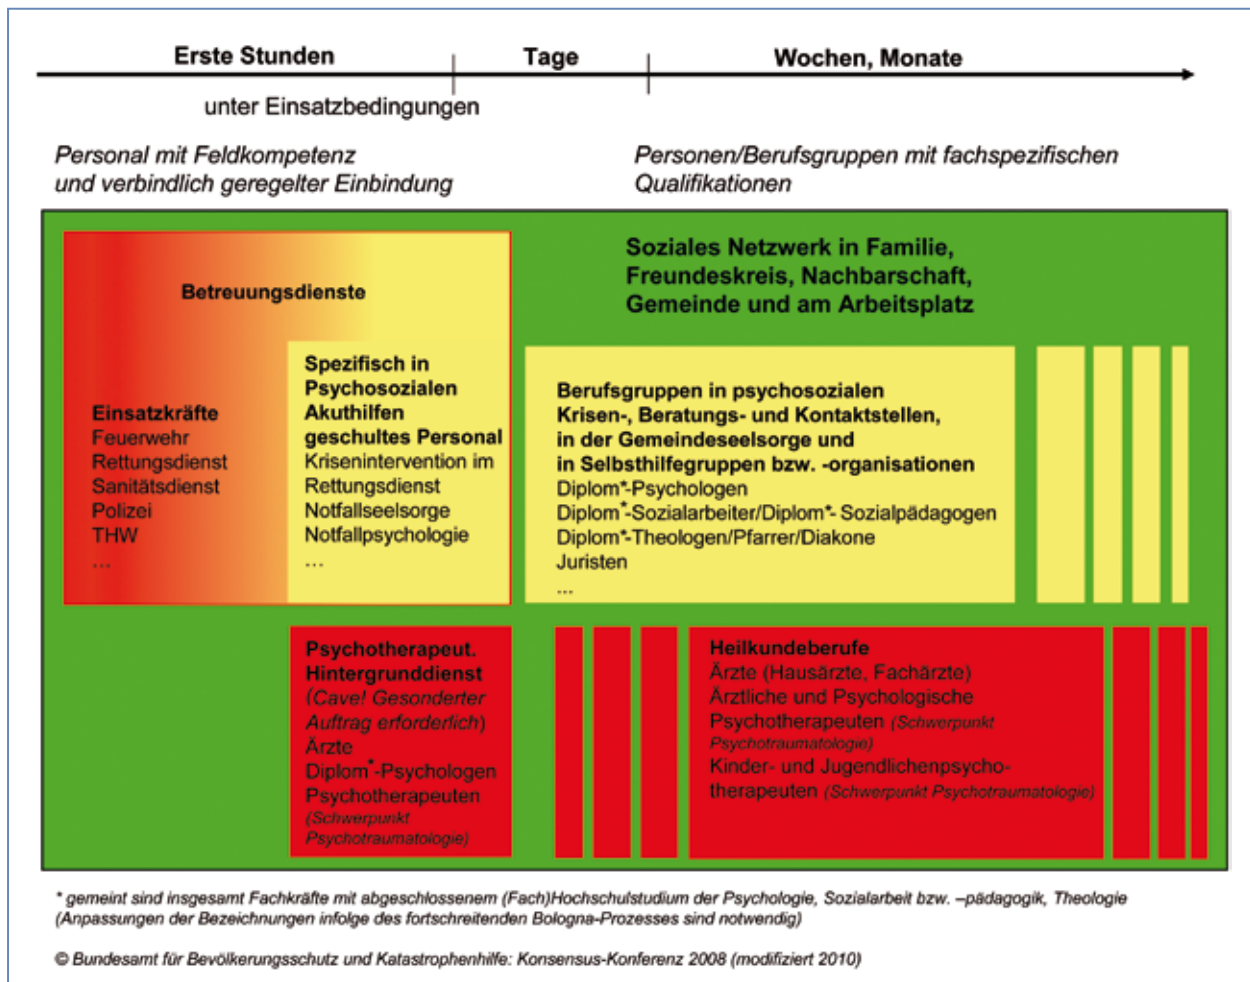 Erste Stunden
Tage
Wochen, Monate
unter Einsatzbedingungen
Personal mit Feldkompetenz
und verbindlich geregelter Einbindung
Personen/Berufsgruppen mit fachspezifischen
Qualifikationen
Soziales Netzwerk in Familie,
Freundeskreis, Nachbarschaft,
Gemeinde und am Arbeitsplatz
Betreuungsdienste
Einsatzkräfte
Feuerwehr
Rettungsdienst
Sanitätsdienst
Polizei
THW
...
Spezifisch in
Psychosozialen
Akuthilfen
geschultes Personal
Krisenintervention im
Rettungsdienst
Notfallseelsorge
Notfallpsychologie
...
Berufsgruppen in psychosozialen
Krisen-, Beratungs- und Kontaktstellen,
in der Gemeindeseelsorge und
in Selbsthilfegruppen bzw. -organisationen
Diplom*-Psychologen
Diplom*-Sozialarbeiter/Diplom*- Sozialpädagogen
Diplom*-Theologen/Pfarrer/Diakone
Juristen
...
Psychotherapeut.
Hintergrunddienst
(Cave! Gesonderter
Auftrag erforderlich)
Ärzte
Diplom*-Psychologen
Psychotherapeuten
(Schwerpunkt
Psychotraumatologie)
Heilkundeberufe
Ärzte (Hausärzte, Fachärzte)
Ärztliche und Psychologische
Psychotherapeuten (Schwerpunkt
Psychotraumatologie)
Kinder- und Jugendlichenpsycho-
therapeuten (Schwerpunkt Psychotraumatologie)
* gemeint sind insgesamt Fachkräfte mit abgeschlossenem (Fach)Hochschulstudium der Psychologie, Sozialarbeit bzw. –pädagogik, Theologie
(Anpassungen der Bezeichnungen infolge des fortschreitenden Bologna-Prozesses sind notwendig)
© Bundesamt für Bevölkerungsschutz und Katastrophenhilfe: Konsensus-Konferenz 2008 (modifiziert 2010)